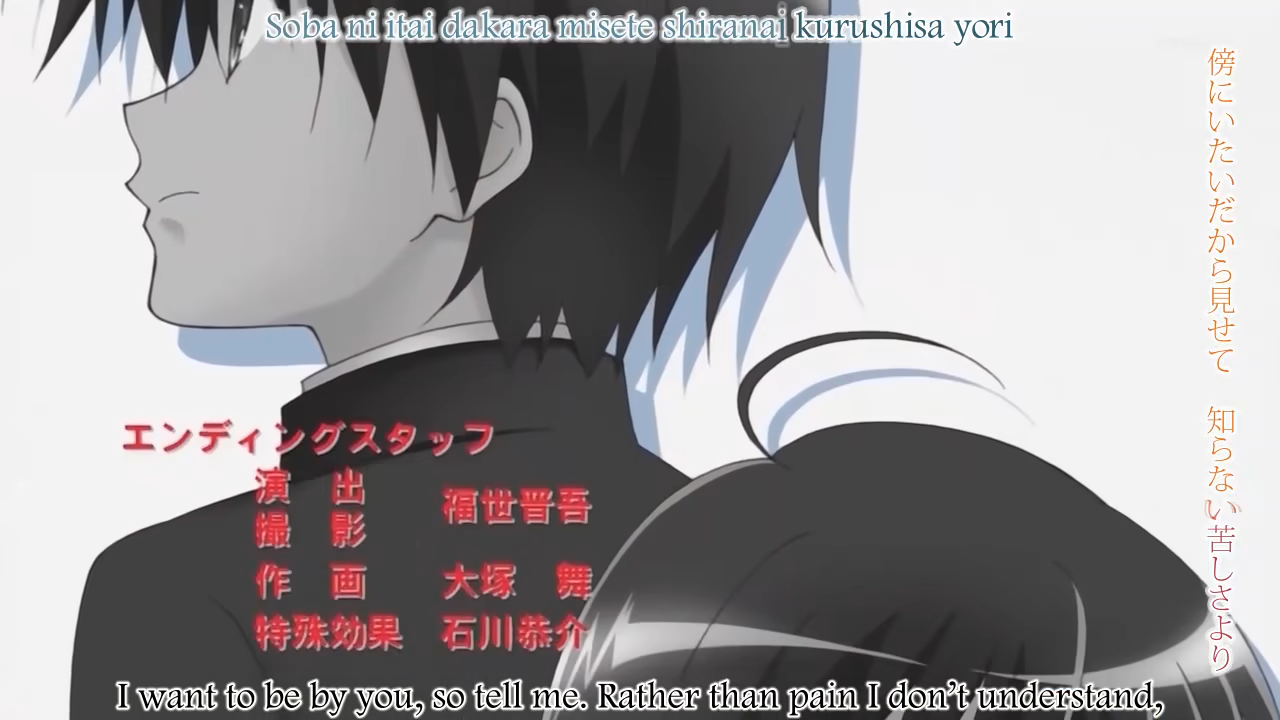 Soba ni itai dakara misete shiranai kurushisa yori
傍にいたいだから見せて　知らない苦しさより
エンディングスタッフ
演　出
撮　影　福世晋吾
作　画　大塚　舞
特殊効果　石川恭介
I want to be by you, so tell me. Rather than pain I don't understand,